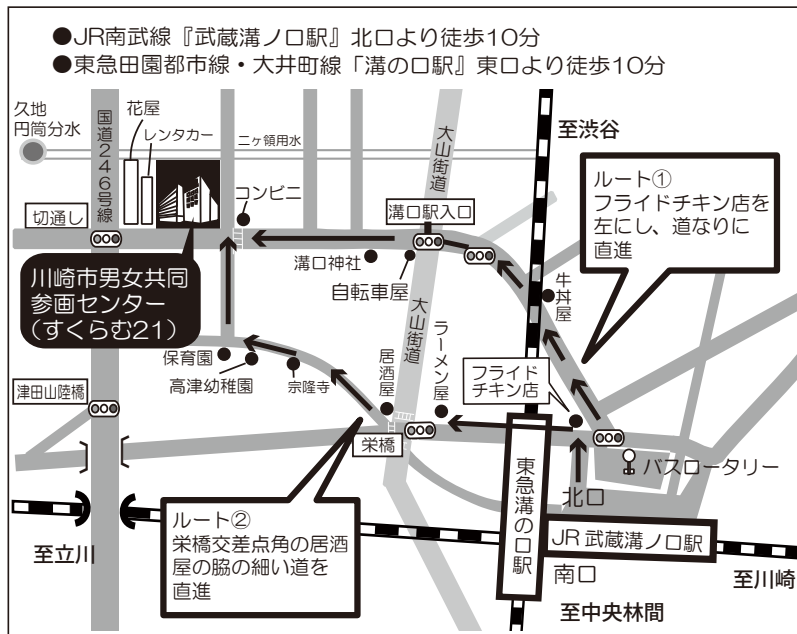 ●JR南武線『武蔵溝ノ口駅』北口より徒歩10分
●東急田園都市線・大井町線「溝の口駅』東口より徒歩10分
久地
円筒分水
国道246号線
花屋
レンタカー
ニヶ領用水
大山街道
至渋谷
ルート①
フライドチキン店を
左にし、道なりに
直進
コンビニ
切通し
溝口駅入口
溝口神社
自転車屋
牛丼屋
川崎市男女共同
参画センター
(すくらむ21)
大山街道
ラーメン屋
居酒屋
保育園
高津幼稚園
宗隆寺
フライド
チキン店
津田山陸橋
栄橋
バスロータリー
東急溝の口駅
北口
ルート②
栄橋交差点角の居酒
屋の脇の細い道を
直進
JR武蔵溝ノ口駅
南口
至立川
至川崎
至中央林間